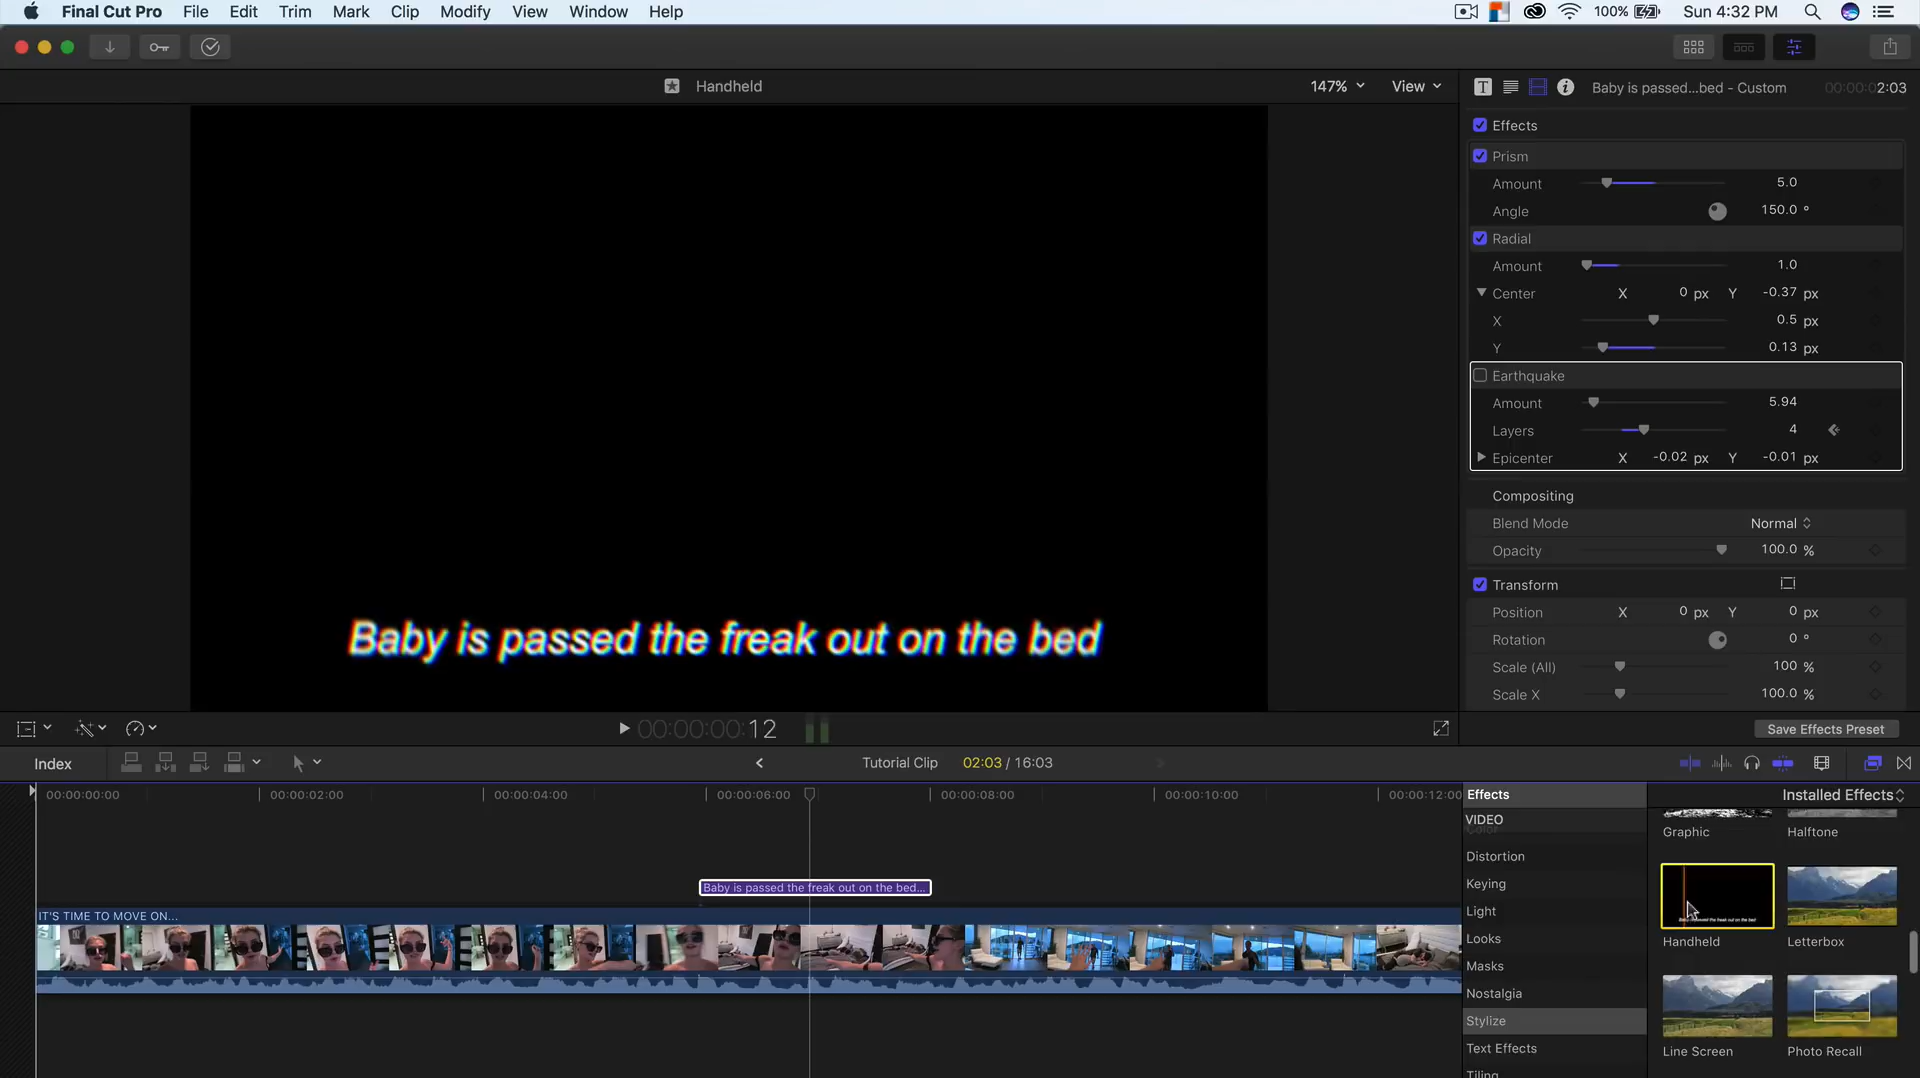 Final Cut Pro File Edit Trim Mark Clip Modify View Window Help 100% Sun 4:32 PM
Handheld 147% View
Baby is passed...bed - Custom 00:00:02:03
Effects
Prism
Amount 5.0
Angle 150.0 °
Radial
Amount 1.0
Center X 0 px Y -0.37 px
X 0.5 px
Y 0.13 px
Earthquake
Amount 5.94
Layers 4
Epicenter X -0.02 px Y -0.01 px
Compositing
Blend Mode Normal
Opacity 100.0 %
Transform
Position X 0 px Y 0 px
Rotation 0 °
Scale (All) 100 %
Scale X 100.0 %
Save Effects Preset
Baby is passed the freak out on the bed
00:00:00:12
Index Tutorial Clip 02:03 / 16:03
00:00:00:00 00:00:02:00 00:00:04:00 00:00:06:00 00:00:08:00 00:00:10:00 00:00:12:00
Baby is passed the freak out on the bed...
IT'S TIME TO MOVE ON...
Effects Installed Effects
VIDEO
Color
Distortion
Keying
Light
Looks
Masks
Nostalgia
Stylize
Text Effects
Tiling
Graphic Halftone
Handheld Letterbox
Line Screen Photo Recall